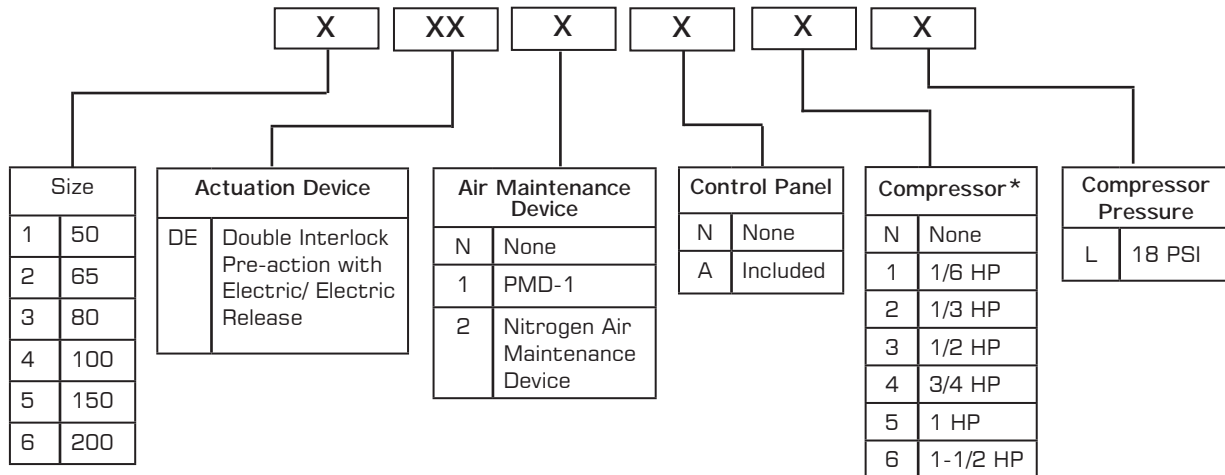 X XX X X X X
Size
1 50
2 65
3 80
4 100
5 150
6 200
Actuation Device
DE Double Interlock
Pre-action with
Electric/ Electric
Release
Air Maintenance
Device
N None
1 PMD-1
2 Nitrogen Air
Maintenance
Device
Control Panel
N None
A Included
Compressor*
N None
1 1/6 HP
2 1/3 HP
3 1/2 HP
4 3/4 HP
5 1 HP
6 1-1/2 HP
Compressor
Pressure
L 18 PSI